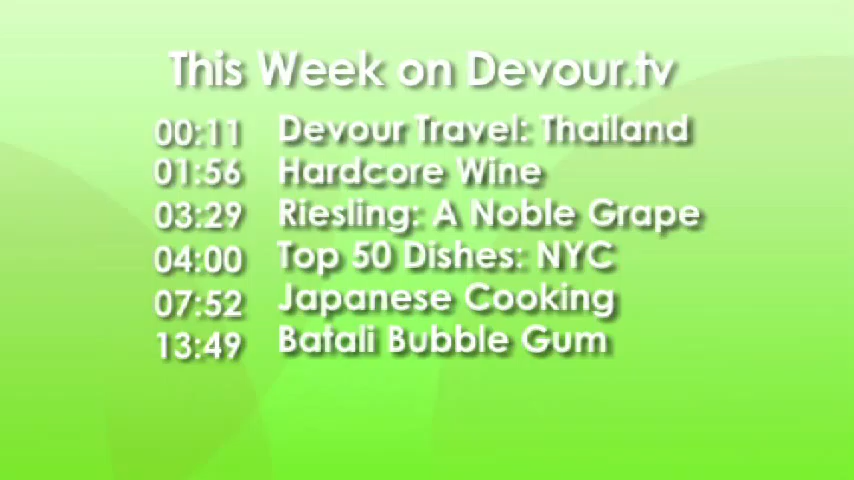 This Week on Devour.tv
00:11 Devour Travel: Thailand
01:56 Hardcore Wine
03:29 Riesling: A Noble Grape
04:00 Top 50 Dishes: NYC
07:52 Japanese Cooking
13:49 Batali Bubble Gum